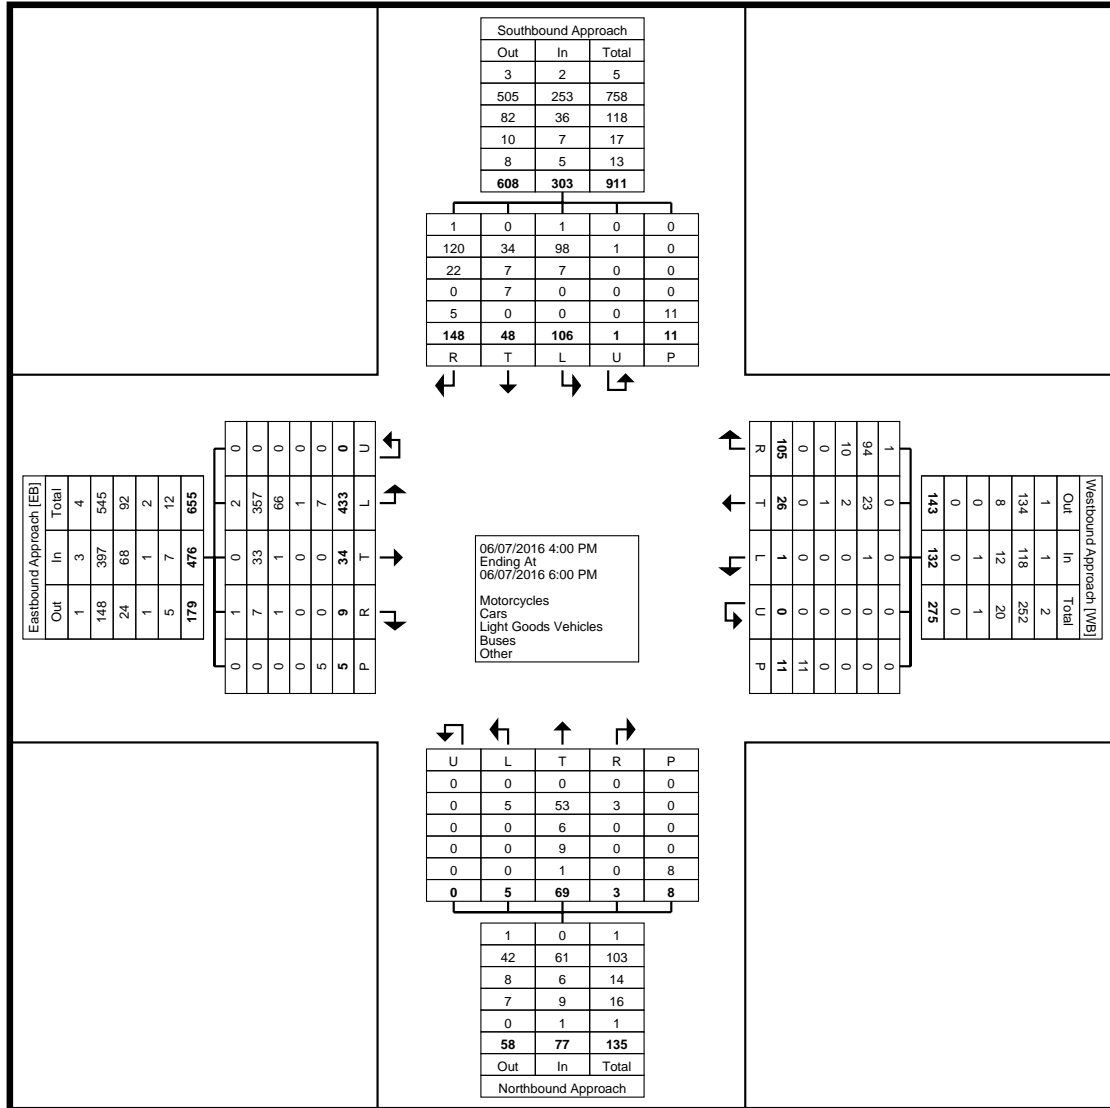 Southbound Approach
Out In Total
3 2 5
505 253 758
82 36 118
10 7 17
8 5 13
608 303 911
1 0 1 0 0
120 34 98 1 0
22 7 7 0 0
0 7 0 0 0
5 0 0 0 11
148 48 106 1 11
R T L U P
Eastbound Approach [EB]
Out In Total
1 3 4
148 397 545
24 68 92
1 1 2
5 7 12
179 476 655
0 1 0 2 0
0 7 33 357 0
0 1 1 66 0
0 0 0 1 0
5 0 0 7 0
5 9 34 433 0
P R T L U
06/07/2016 4:00 PM
Ending At
06/07/2016 6:00 PM
Motorcycles
Cars
Light Goods Vehicles
Buses
Other
Westbound Approach [WB]
Out In Total
1 1 2
134 118 252
8 12 20
0 1 1
0 0 0
143 132 275
1 0 0 0 0
94 23 1 0 0
10 2 0 0 0
0 1 0 0 0
0 0 0 0 11
105 26 1 0 11
R T L U P
U L T R P
0 0 0 0 0
0 5 53 3 0
0 0 6 0 0
0 0 9 0 0
0 0 1 0 8
0 5 69 3 8
1 0 1
42 61 103
8 6 14
7 9 16
0 1 1
58 77 135
Out In Total
Northbound Approach